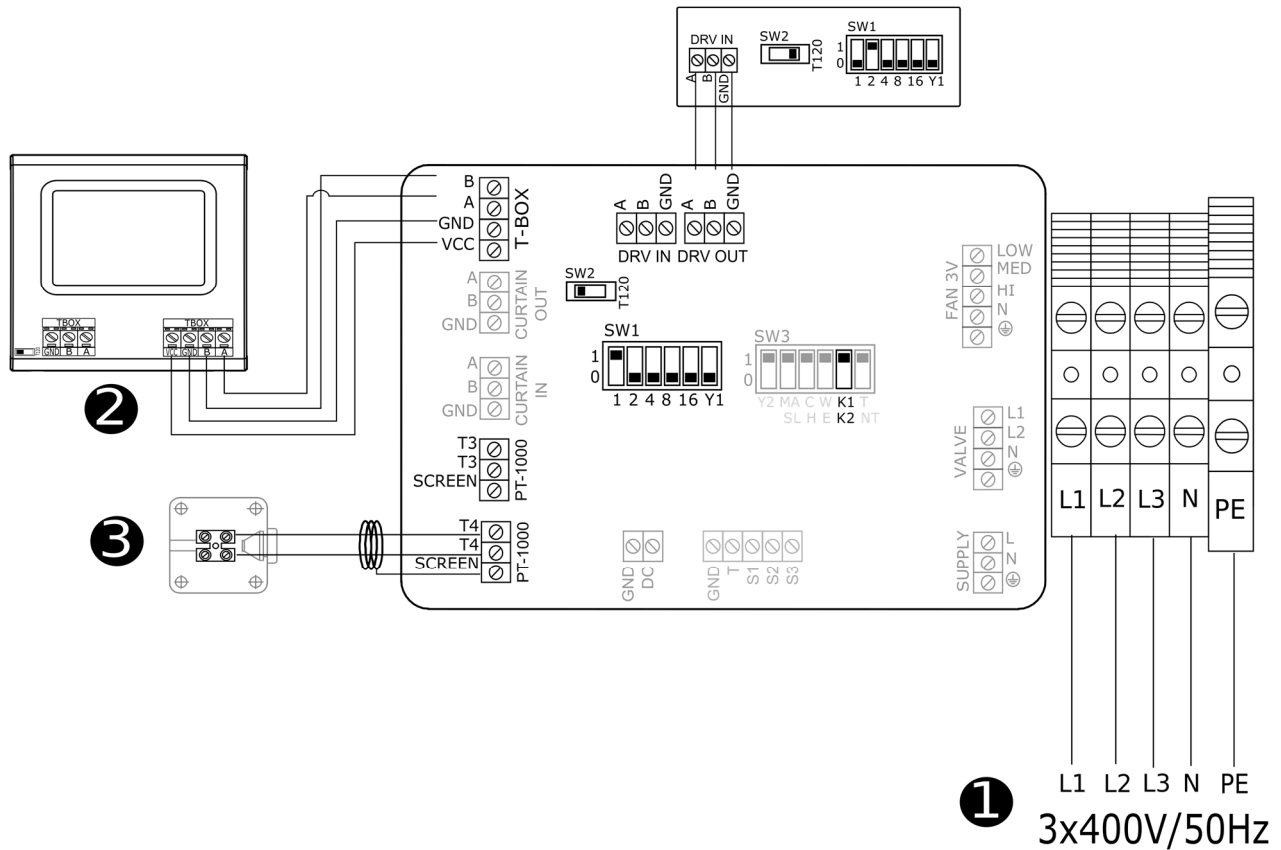 SW2
SW1
DRV IN
1
0
T120
A
B
GND
1 2 4 8 16 Y1
B
A
GND
VCC
T-BOX
A
B
GND
A
B
GND
DRV IN
DRV OUT
SW2
T120
A
B
GND
CURTAIN
OUT
SW1
1
0
1 2 4 8 16 Y1
SW3
1
0
Y2 MA C W K1 T
SL H E K2 NT
A
B
GND
CURTAIN
IN
T3
T3
SCREEN
PT-1000
T4
T4
SCREEN
PT-1000
GND
DC
GND
T
S1
S2
S3
FAN 3V
LOW
MED
HI
N
VALVE
L1
L2
N
SUPPLY
L
N
TBOX
GND B A
TBOX
VCC GND B A
2
3
L1 L2 L3 N PE
L1 L2 L3 N PE
1
3x400V/50Hz